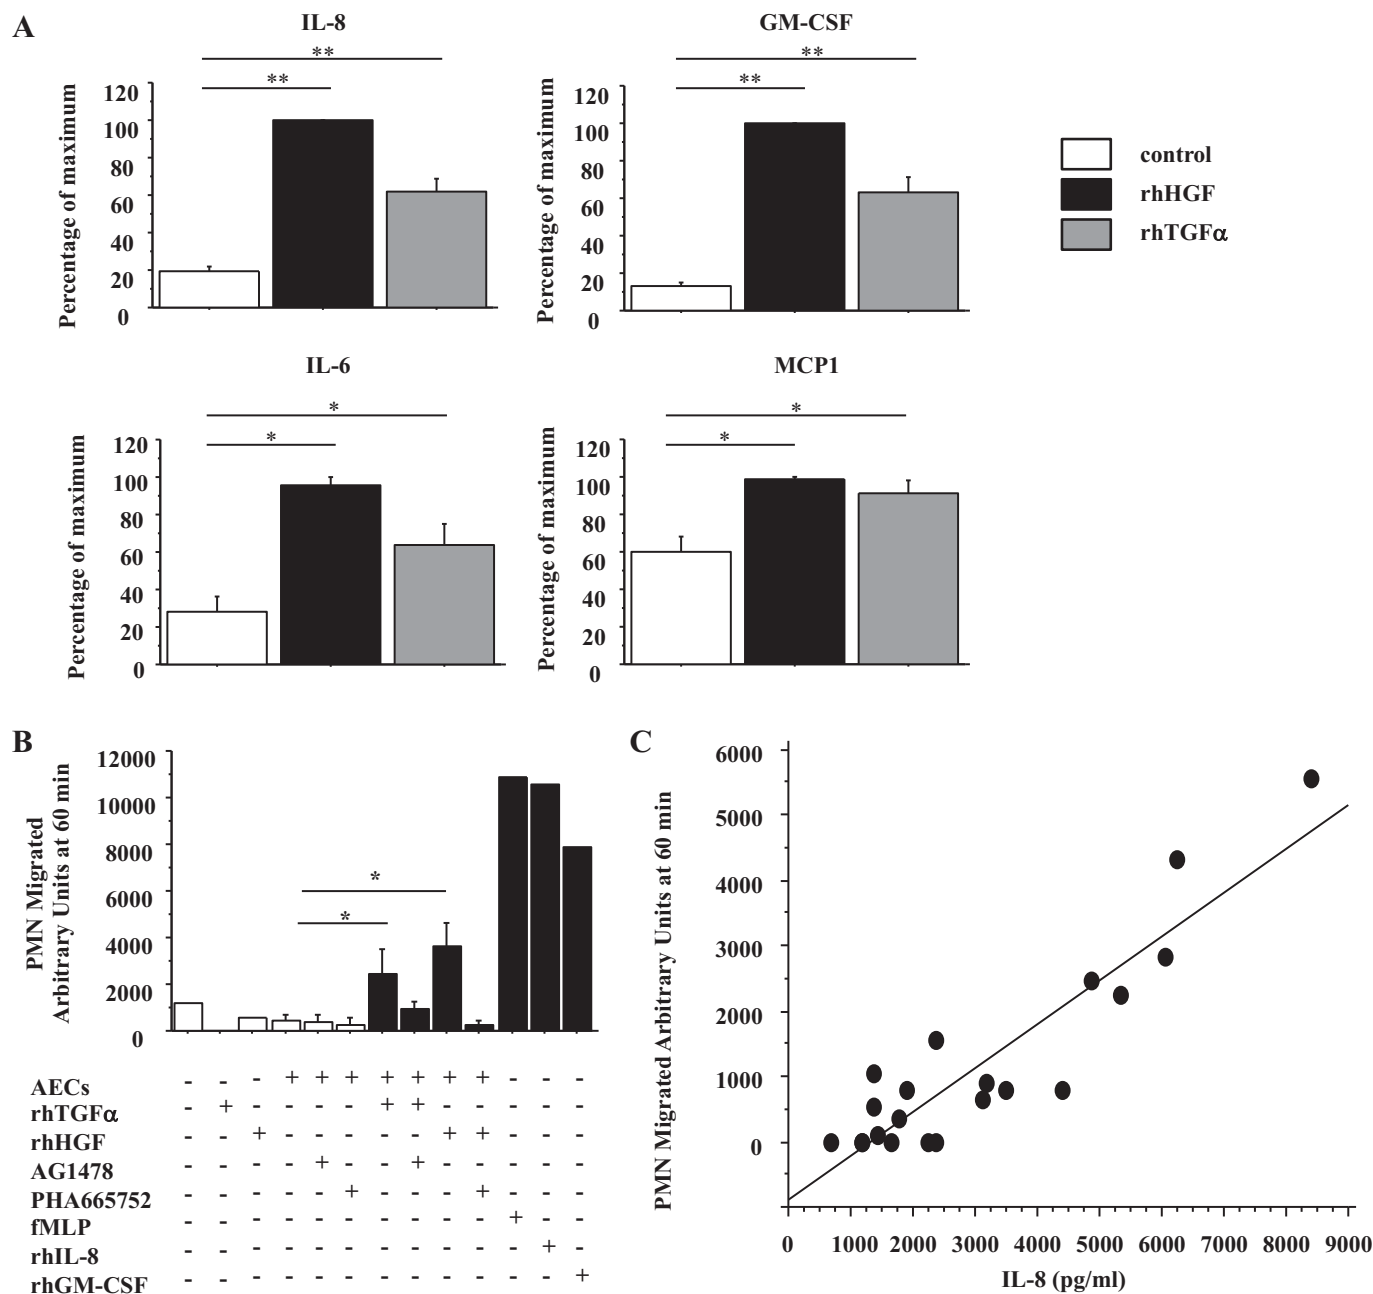 A
IL-8
**
**
Percentage of maximum
120
100
80
60
40
20
0
GM-CSF
**
**
Percentage of maximum
120
100
80
60
40
20
0
control
rhHGF
rhTGFα
IL-6
*
*
Percentage of maximum
120
100
80
60
40
20
0
MCP1
*
*
Percentage of maximum
120
100
80
60
40
20
0
B
PMN Migrated
Arbitrary Units at 60 min
12000
10000
8000
6000
4000
2000
0
*
*
AECs - - - + + + + + + + - - -
rhTGFα - + - - - - + + - - - - -
rhHGF - - + - - - - - + + - - -
AG1478 - - - - + - - + - - - - -
PHA665752 - - - - - + - - - + - - -
fMLP - - - - - - - - - - + - -
rhIL-8 - - - - - - - - - - - + -
rhGM-CSF - - - - - - - - - - - - +
C
PMN Migrated Arbitrary Units at 60 min
6000
5000
4000
3000
2000
1000
0
0 1000 2000 3000 4000 5000 6000 7000 8000 9000
IL-8 (pg/ml)